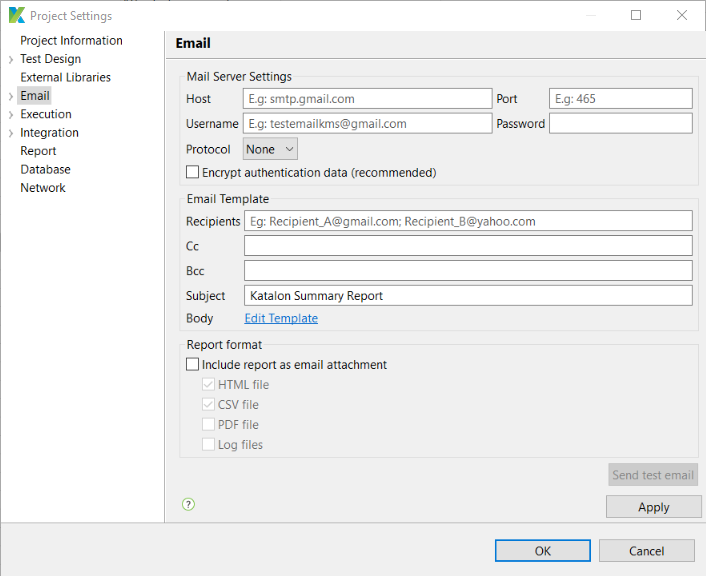 Project Settings
Project Information
Test Design
External Libraries
Email
Execution
Integration
Report
Database
Network
Email
Mail Server Settings
Host E.g: smtp.gmail.com Port E.g: 465
Username E.g: testemailkms@gmail.com Password
Protocol None
Encrypt authentication data (recommended)
Email Template
Recipients Eg: Recipient_A@gmail.com; Recipient_B@yahoo.com
Cc
Bcc
Subject Katalon Summary Report
Body Edit Template
Report format
Include report as email attachment
HTML file
CSV file
PDF file
Log files
Send test email
?
Apply
OK Cancel